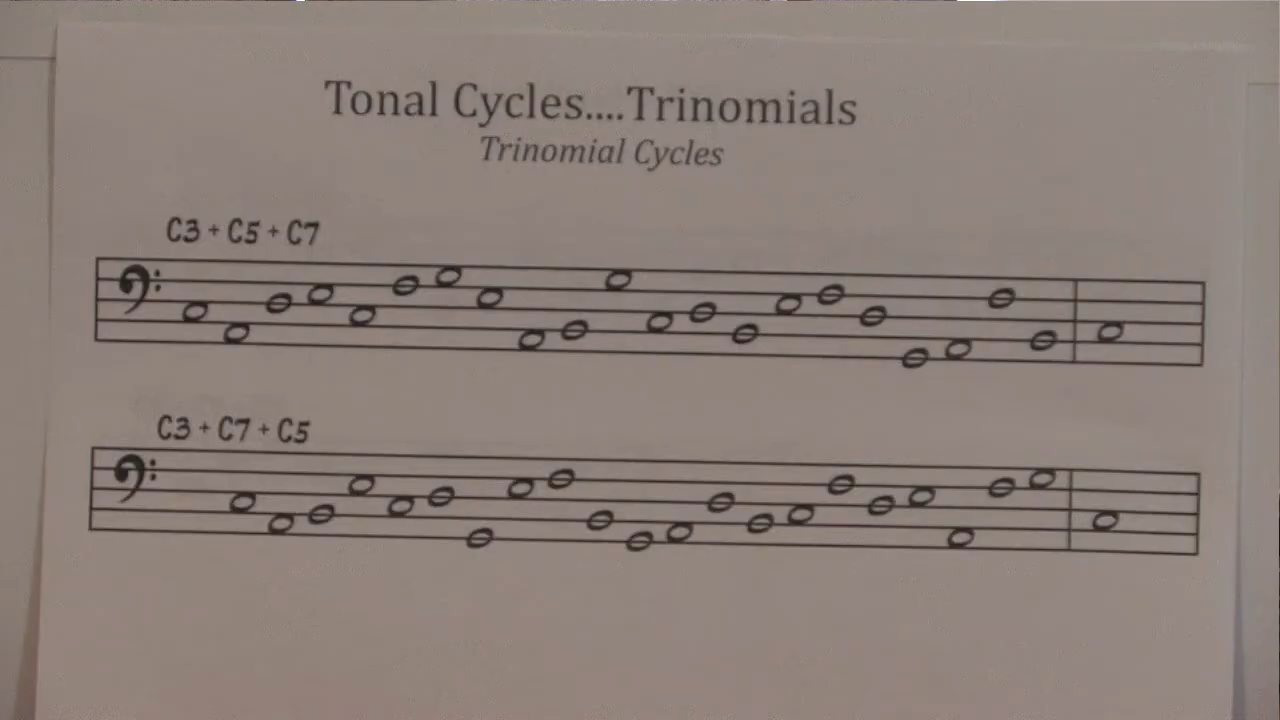 Tonal Cycles....Trinomials
Trinomial Cycles
C3 + C5 + C7
C3 + C7 + C5